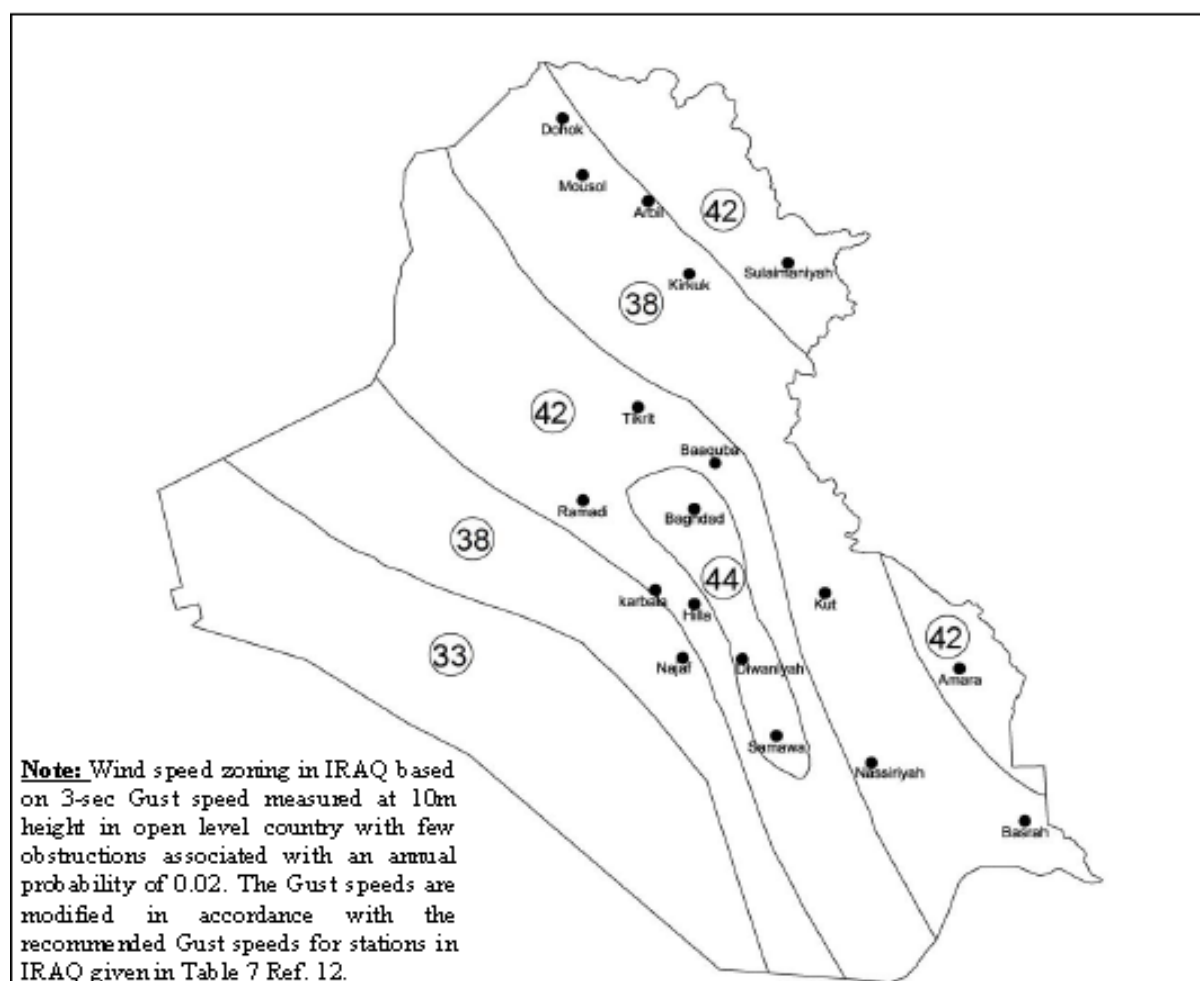 Dohok
Mousol
Arbil
42
Sulaimaniyah
Kirkuk
38
42
Tikrit
Baaquba
Ramadi
Baghdad
38
44
karbala
Hilla
Kut
42
33
Najaf
Diwaniyah
Amara
Samawa
Nassiriyah
Basrah
Note: Wind speed zoning in IRAQ based
on 3-sec Gust speed measured at 10m
height in open level country with few
obstructions associated with an annual
probability of 0.02. The Gust speeds are
modified in accordance with the
recommended Gust speeds for stations in
IRAQ given in Table 7 Ref. 12.